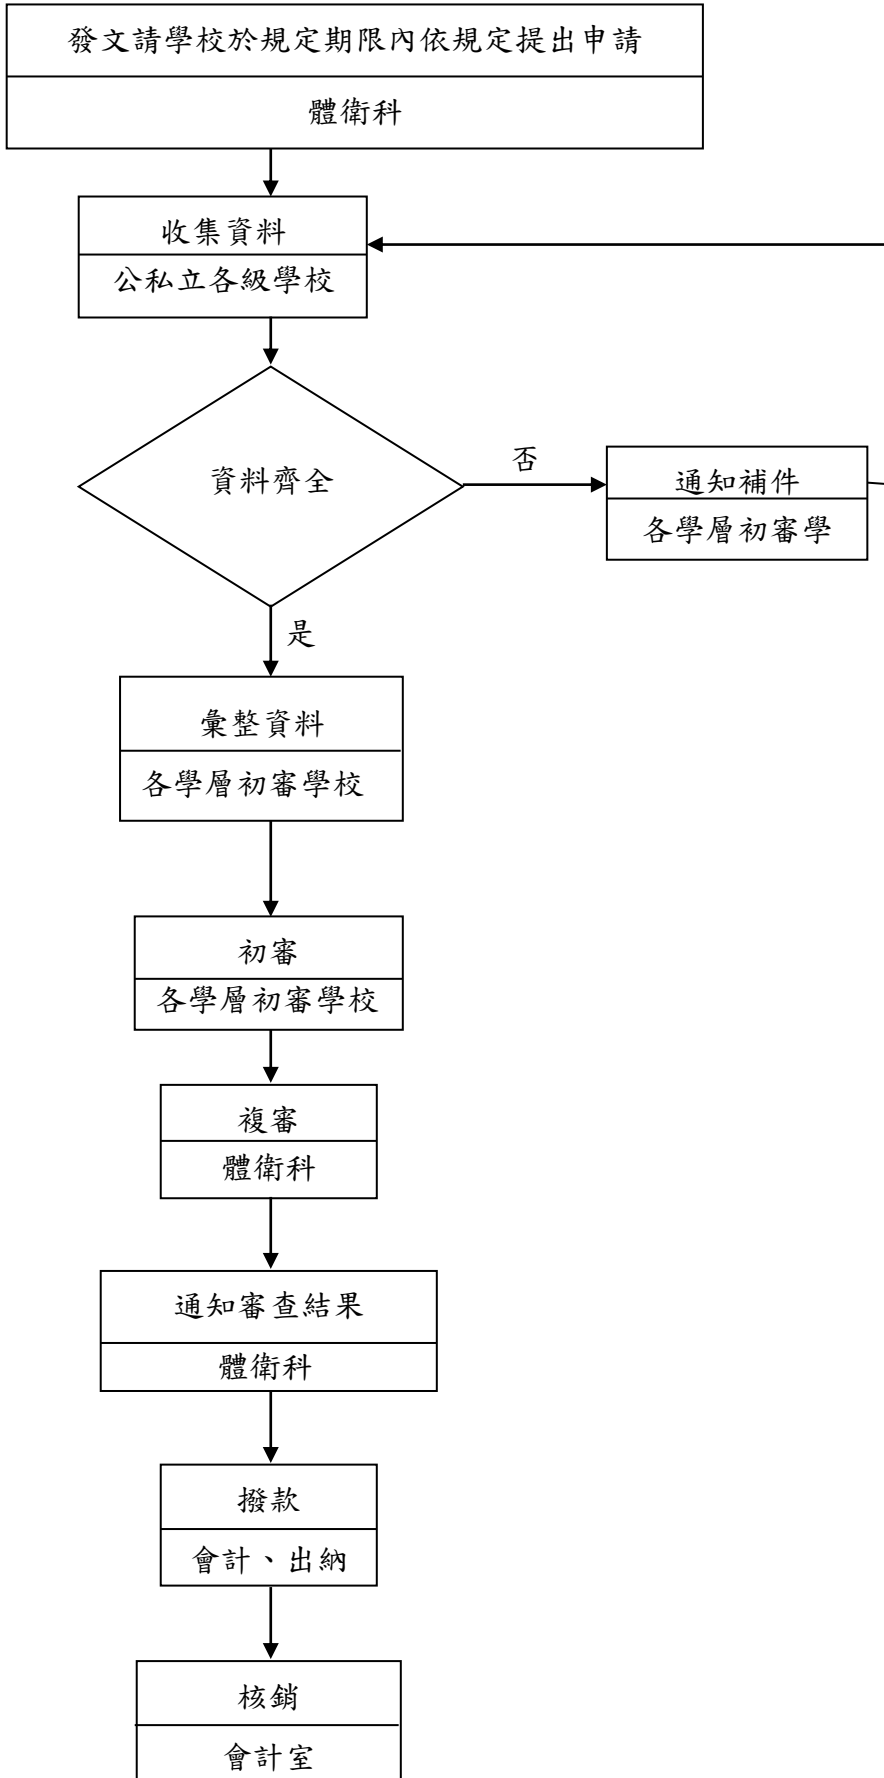 發文請學校於規定期限內依規定提出申請
體衛科
收集資料
公私立各級學校
資料齊全
否
通知補件
各學層初審學
是
彙整資料
各學層初審學校
初審
各學層初審學校
複審
體衛科
通知審查結果
體衛科
撥款
會計、出納
核銷
會計室